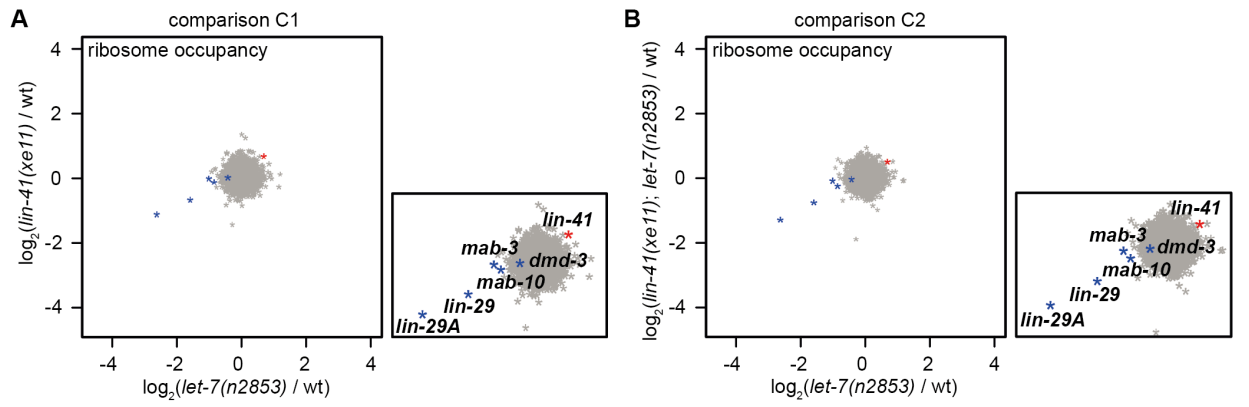 A
comparison C1
ribosome occupancy
log2(lin-41(xe11) / wt)
4
2
0
-2
-4
-4
-2
0
2
4
log2(let-7(n2853) / wt)
lin-41
mab-3
dmd-3
mab-10
lin-29
lin-29A
B
comparison C2
ribosome occupancy
log2(lin-41(xe11); let-7(n2853) / wt)
4
2
0
-2
-4
-4
-2
0
2
4
log2(let-7(n2853) / wt)
lin-41
mab-3
dmd-3
mab-10
lin-29
lin-29A